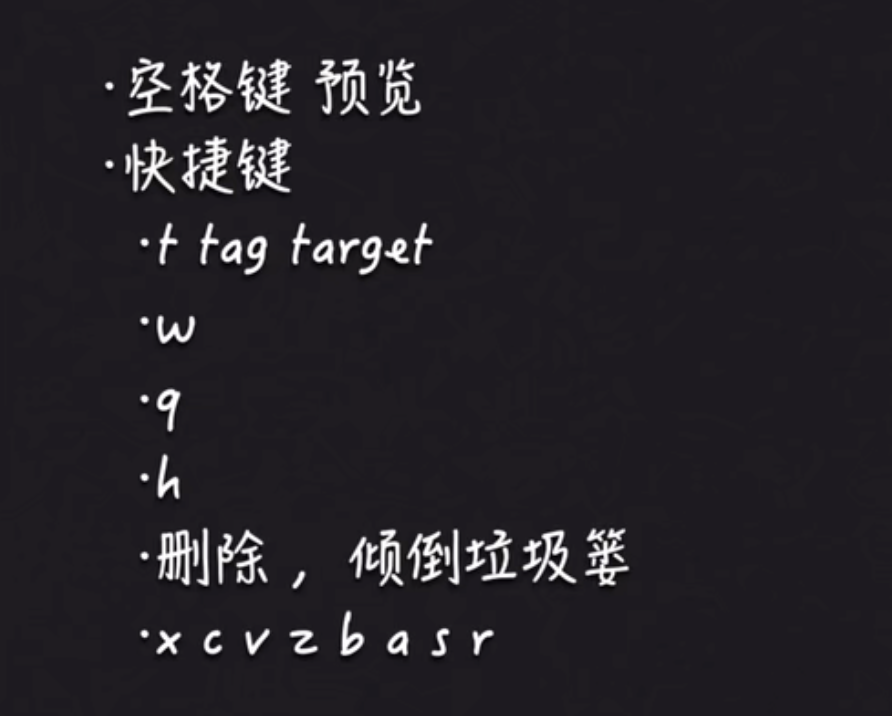 ·空格键 预览
·快捷键
·t tag target
·w
·q
·h
·删除，倾倒垃圾篓
·x c v z b a s r